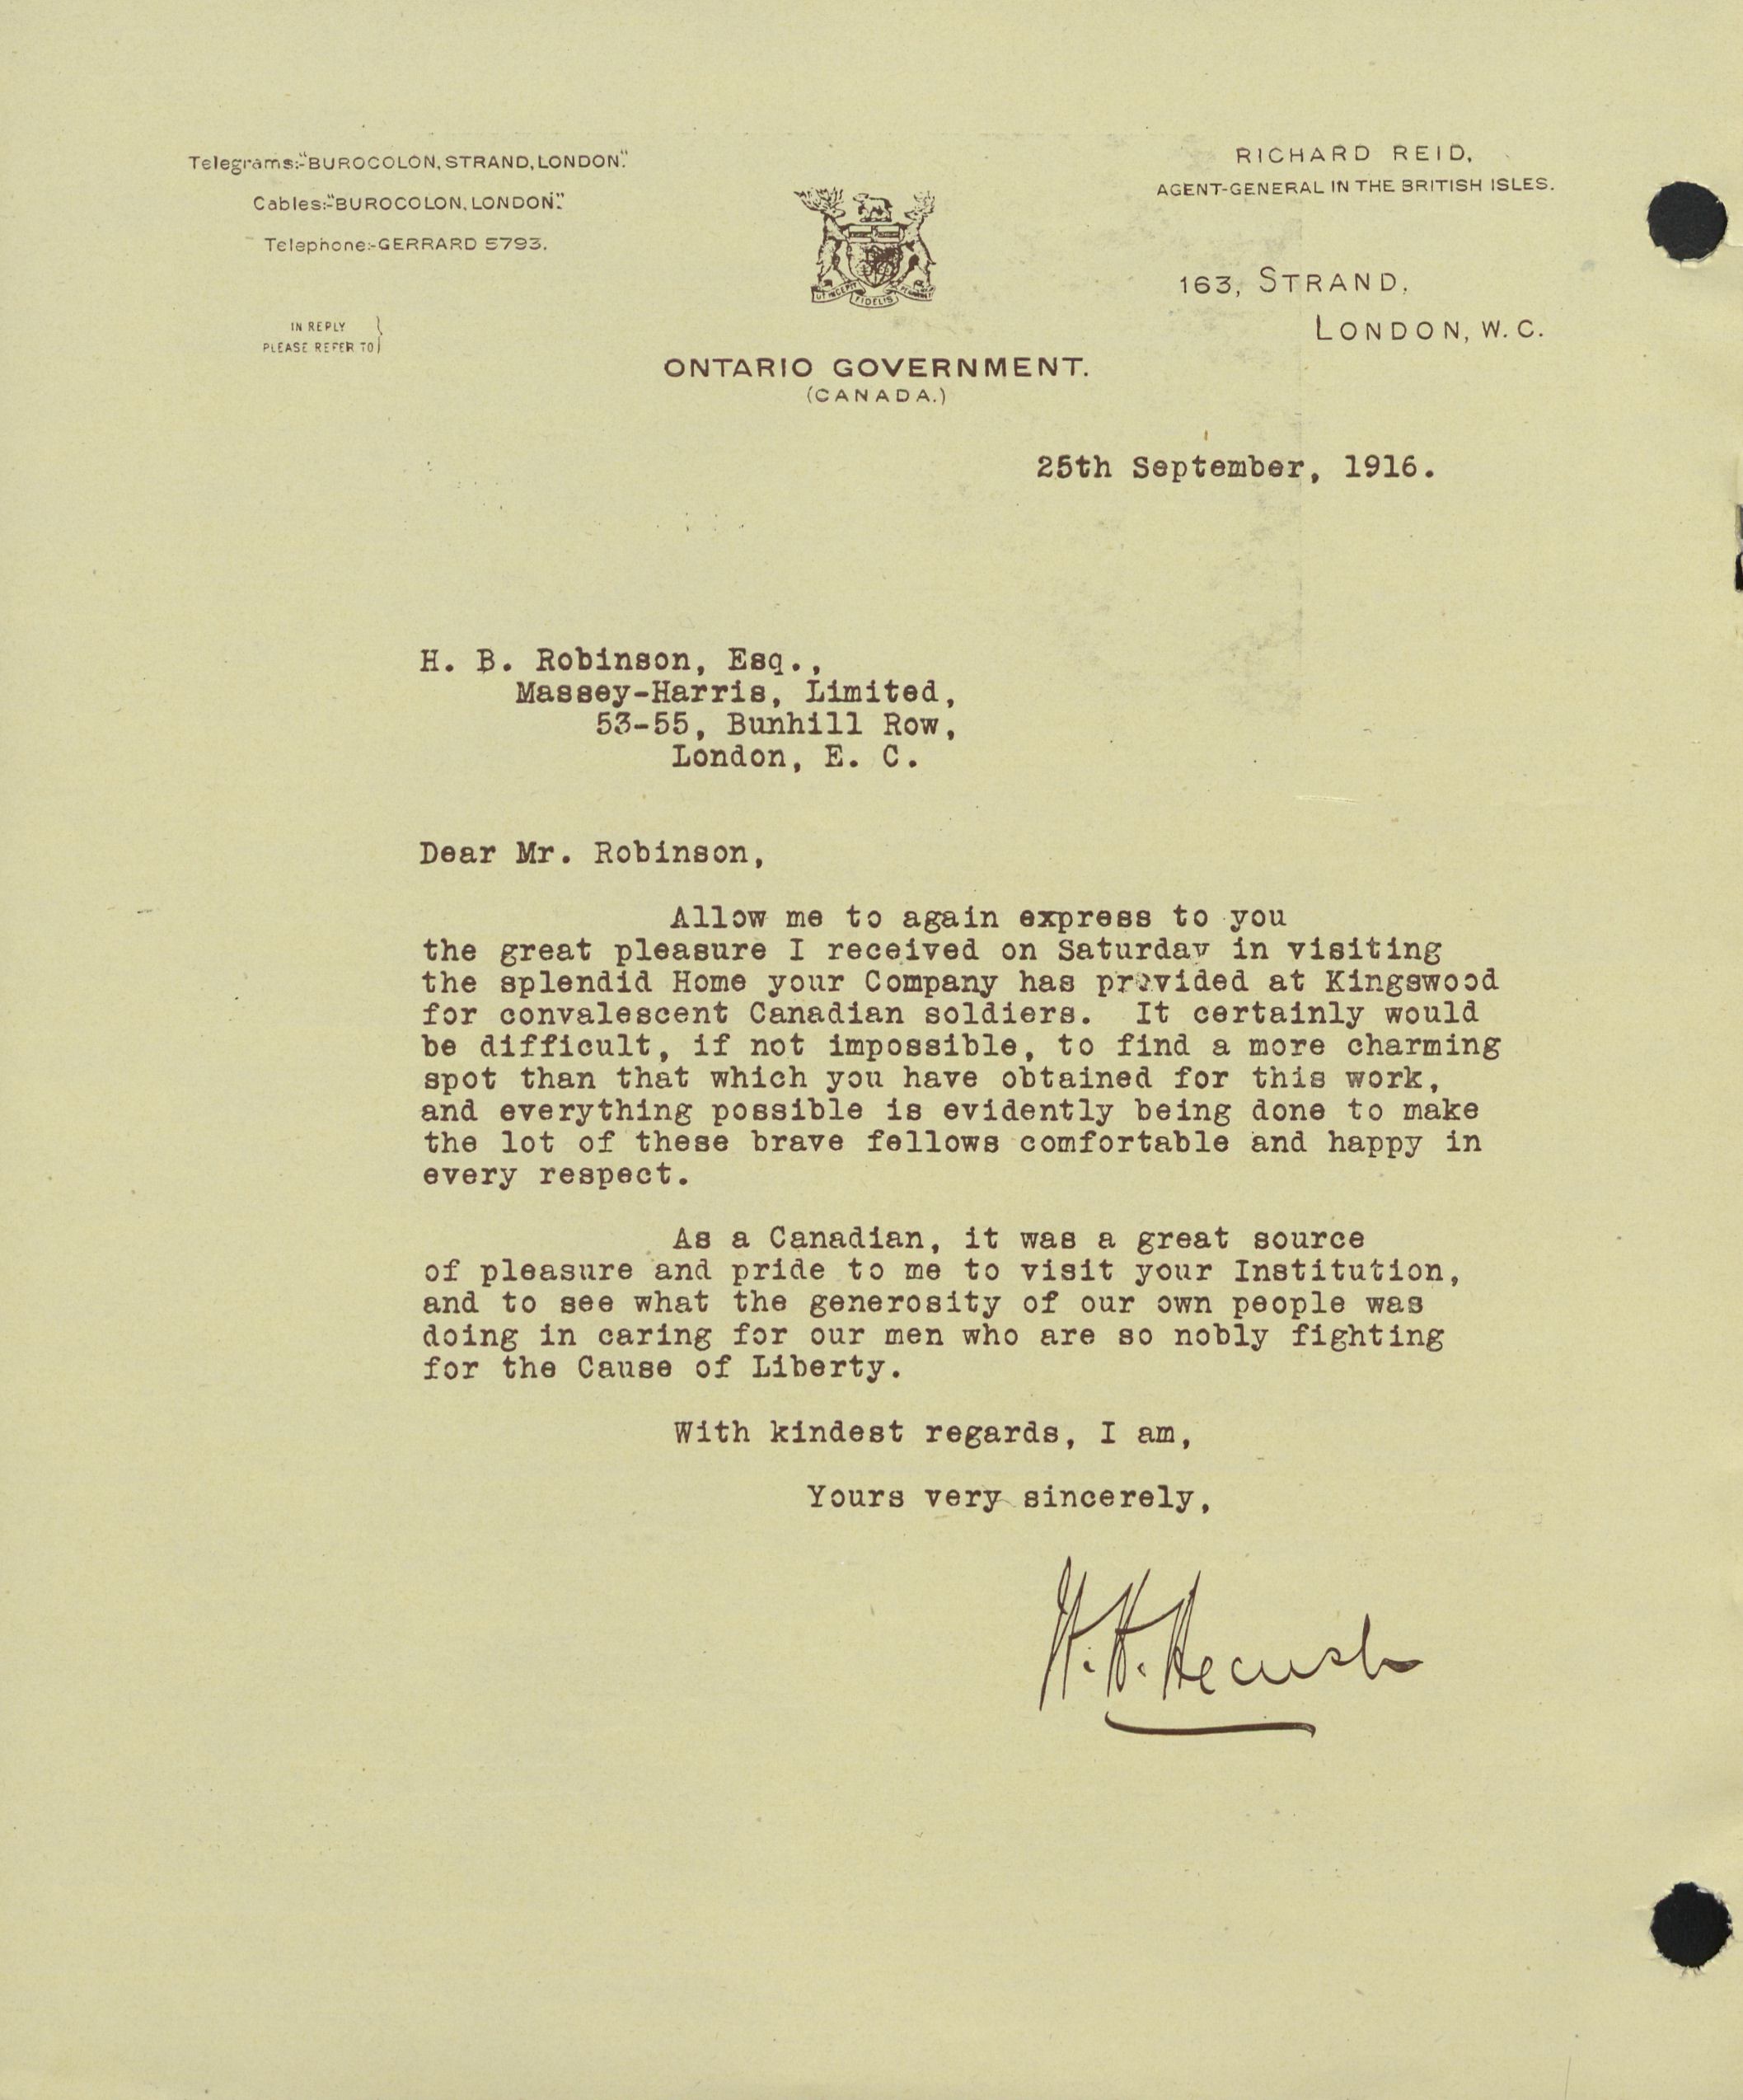 Telegrams:-"BUROCOLON, STRAND, LONDON."
Cables:-"BUROCOLON, LONDON."
Telephone:-GERRARD 5793.
IN REPLY
PLEASE REFER TO
RICHARD REID,
AGENT-GENERAL IN THE BRITISH ISLES.
163, STRAND,
LONDON, W. C.
ONTARIO GOVERNMENT.
(CANADA.)
25th September, 1916.
H. B. Robinson, Esq.,
Massey-Harris, Limited,
53-55, Bunhill Row,
London, E. C.
Dear Mr. Robinson,
Allow me to again express to you
the great pleasure I received on Saturday in visiting
the splendid Home your Company has provided at Kingswood
for convalescent Canadian soldiers. It certainly would
be difficult, if not impossible, to find a more charming
spot than that which you have obtained for this work,
and everything possible is evidently being done to make
the lot of these brave fellows comfortable and happy in
every respect.
As a Canadian, it was a great source
of pleasure and pride to me to visit your Institution,
and to see what the generosity of our own people was
doing in caring for our men who are so nobly fighting
for the Cause of Liberty.
With kindest regards, I am,
Yours very sincerely,